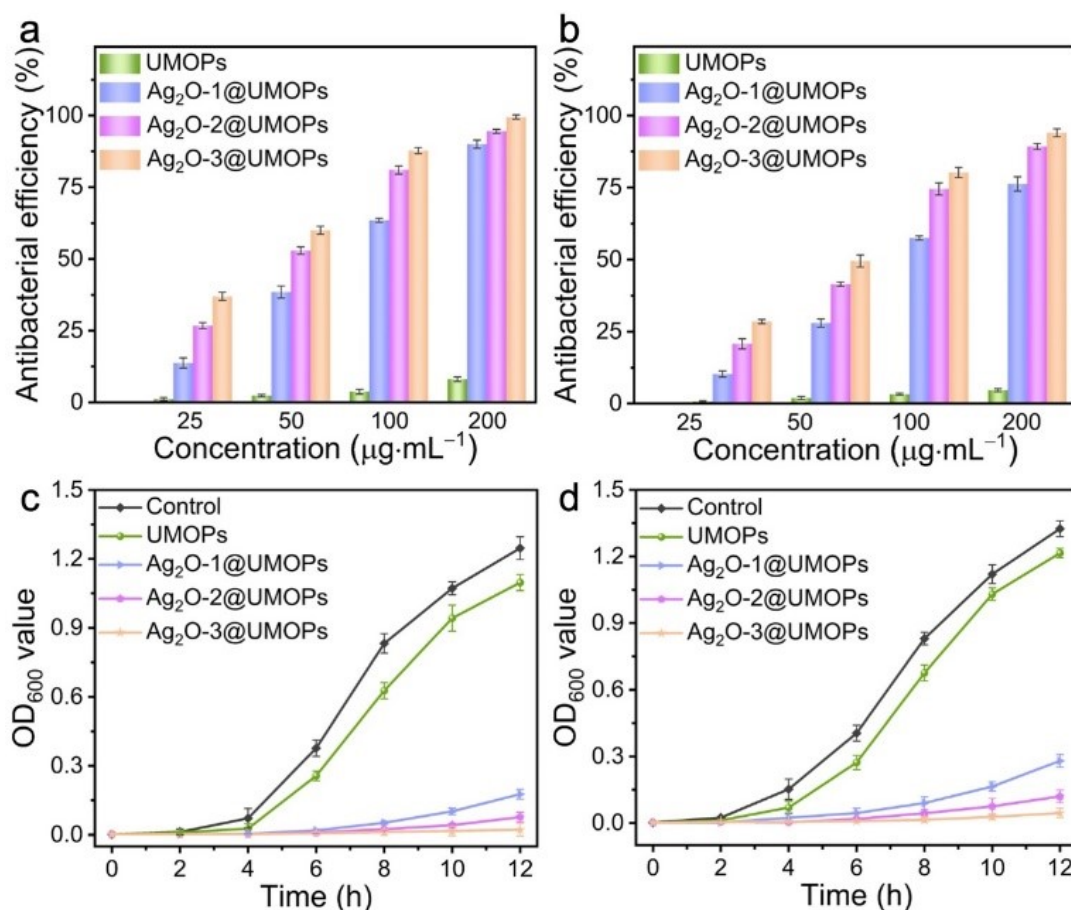 a
Antibacterial efficiency (%)
100
75
50
25
0
UMOPs
Ag₂O-1@UMOPs
Ag₂O-2@UMOPs
Ag₂O-3@UMOPs
25 50 100 200
Concentration (μg·mL⁻¹)
b
Antibacterial efficiency (%)
100
75
50
25
0
UMOPs
Ag₂O-1@UMOPs
Ag₂O-2@UMOPs
Ag₂O-3@UMOPs
25 50 100 200
Concentration (μg·mL⁻¹)
c
OD₆₀₀ value
1.5
1.2
0.9
0.6
0.3
0.0
Control
UMOPs
Ag₂O-1@UMOPs
Ag₂O-2@UMOPs
Ag₂O-3@UMOPs
0 2 4 6 8 10 12
Time (h)
d
OD₆₀₀ value
1.5
1.2
0.9
0.6
0.3
0.0
Control
UMOPs
Ag₂O-1@UMOPs
Ag₂O-2@UMOPs
Ag₂O-3@UMOPs
0 2 4 6 8 10 12
Time (h)